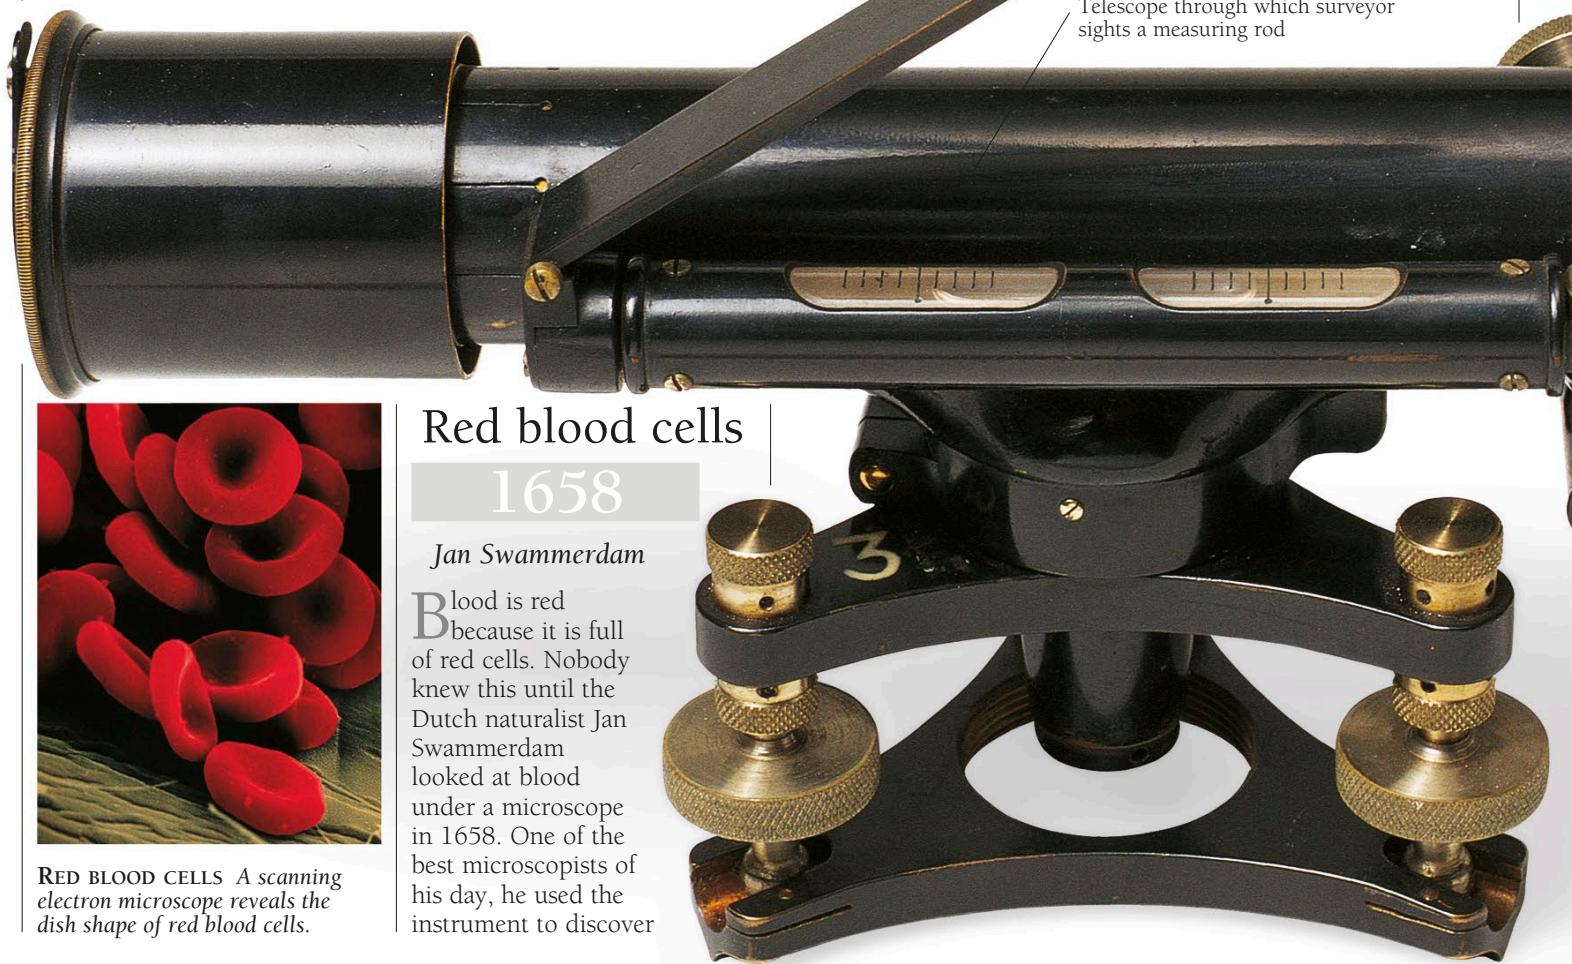 Telescope through which surveyor
sights a measuring rod
Red blood cells
1658
Jan Swammerdam
Blood is red
because it is full
of red cells. Nobody
knew this until the
Dutch naturalist Jan
Swammerdam
looked at blood
under a microscope
in 1658. One of the
best microscopists of
his day, he used the
instrument to discover
3
RED BLOOD CELLS A scanning
electron microscope reveals the
dish shape of red blood cells.